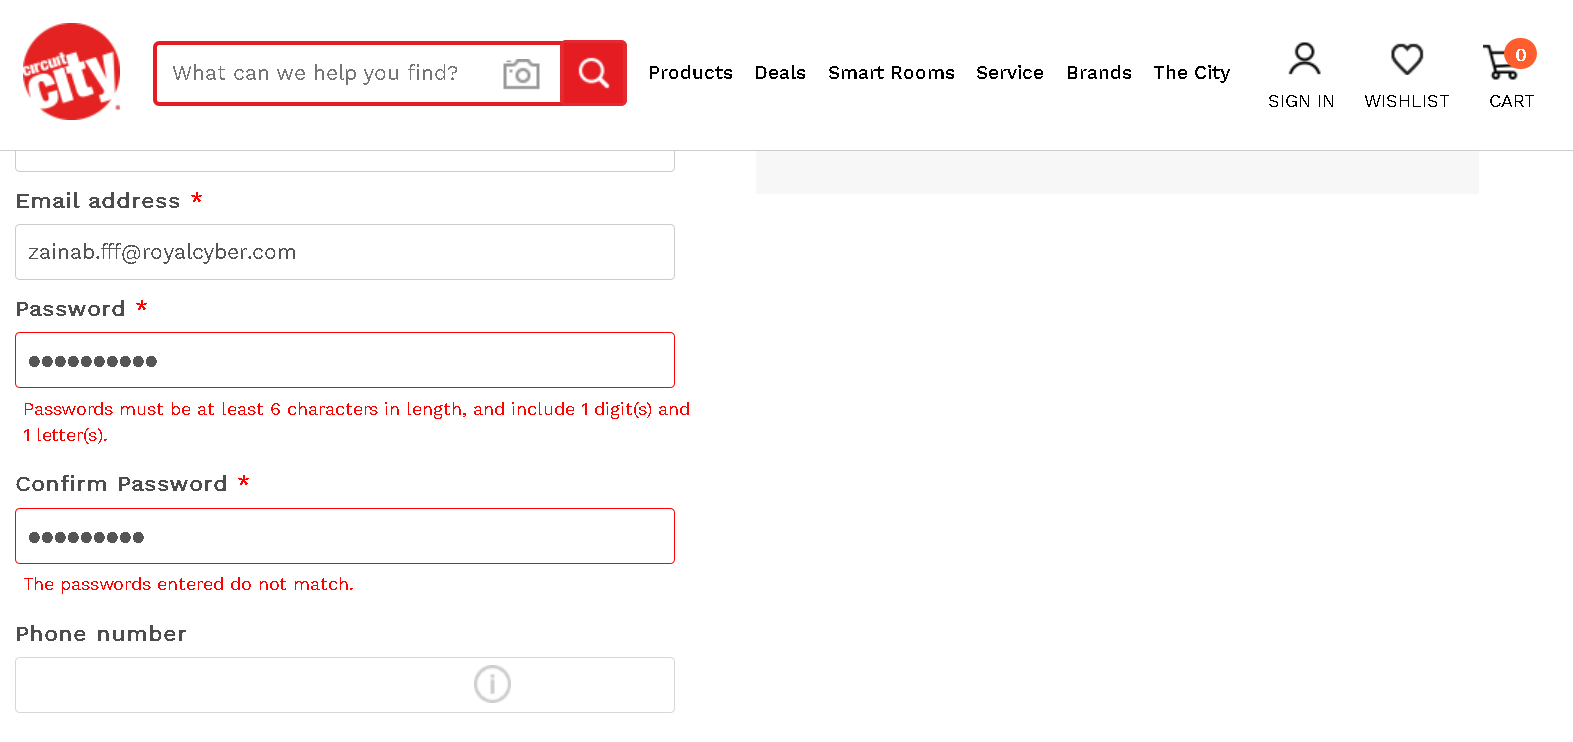 circuit
city
What can we help you find?
Products Deals Smart Rooms Service Brands The City
SIGN IN WISHLIST 0 CART
Email address *
zainab.fff@royalcyber.com
Password *
••••••••••
Passwords must be at least 6 characters in length, and include 1 digit(s) and
1 letter(s).
Confirm Password *
•••••••••
The passwords entered do not match.
Phone number